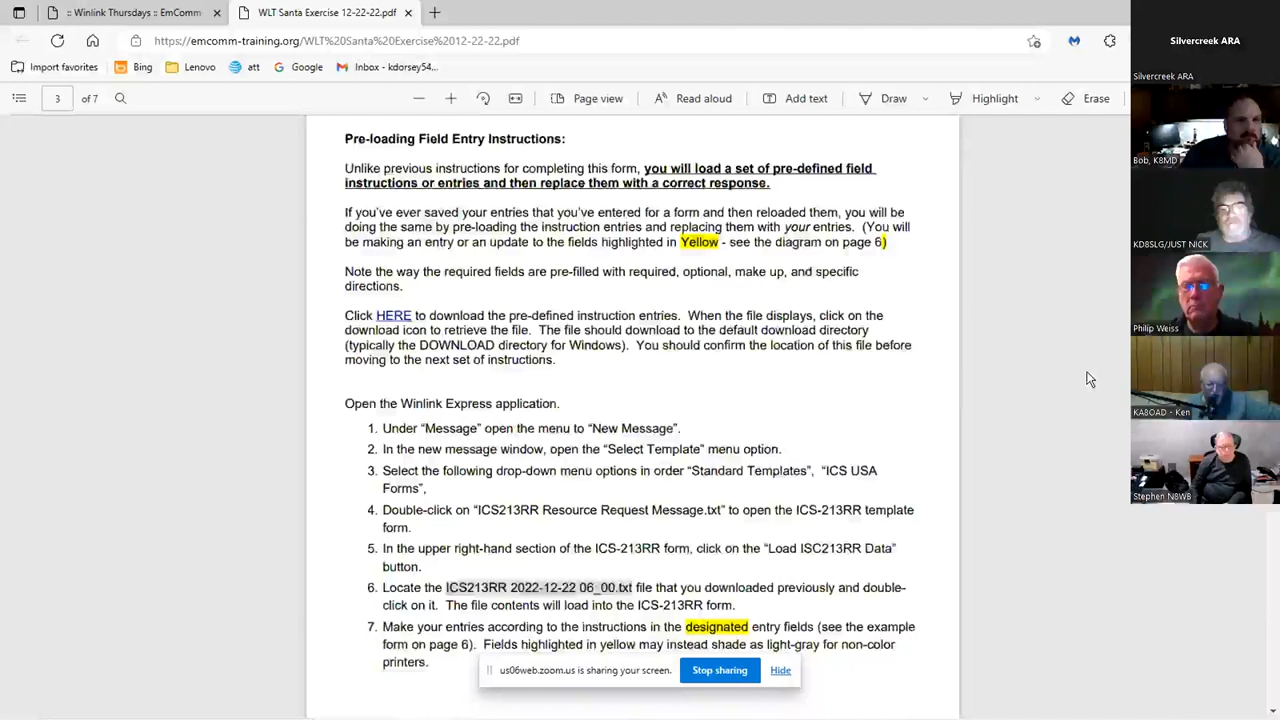 :: Winlink Thursdays :: EmComm
WLT Santa Exercise 12-22-22.pdf
https://emcomm-training.org/WLT%20Santa%20Exercise%2012-22-22.pdf
Import favorites
Bing
Lenovo
att
Google
Inbox - kdorsey54...
3 of 7
Page view
Read aloud
Add text
Draw
Highlight
Erase
Pre-loading Field Entry Instructions:
Unlike previous instructions for completing this form, you will load a set of pre-defined field
instructions or entries and then replace them with a correct response.
If you've ever saved your entries that you've entered for a form and then reloaded them, you will be
doing the same by pre-loading the instruction entries and replacing them with your entries. (You will
be making an entry or an update to the fields highlighted in Yellow - see the diagram on page 6)
Note the way the required fields are pre-filled with required, optional, make up, and specific
directions.
Click HERE to download the pre-defined instruction entries. When the file displays, click on the
download icon to retrieve the file. The file should download to the default download directory
(typically the DOWNLOAD directory for Windows). You should confirm the location of this file before
moving to the next set of instructions.
Open the Winlink Express application.
1. Under “Message” open the menu to “New Message”.
2. In the new message window, open the “Select Template” menu option.
3. Select the following drop-down menu options in order “Standard Templates”, “ICS USA
Forms”,
4. Double-click on “ICS213RR Resource Request Message.txt” to open the ICS-213RR template
form.
5. In the upper right-hand section of the ICS-213RR form, click on the “Load ISC213RR Data”
button.
6. Locate the ICS213RR 2022-12-22 06_00.txt file that you downloaded previously and double-
click on it. The file contents will load into the ICS-213RR form.
7. Make your entries according to the instructions in the designated entry fields (see the example
form on page 6). Fields highlighted in yellow may instead shade as light-gray for non-color
printers.
us06web.zoom.us is sharing your screen.
Stop sharing
Hide
Silvercreek ARA
Silvercreek ARA
Bob, K8MD
KD8SLG/JUST NICK
Philip Weiss
KA8OAD - Ken
Stephen N8WB